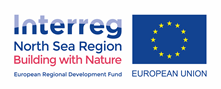 Interreg
North Sea Region
Building with Nature
European Regional Development Fund
EUROPEAN UNION